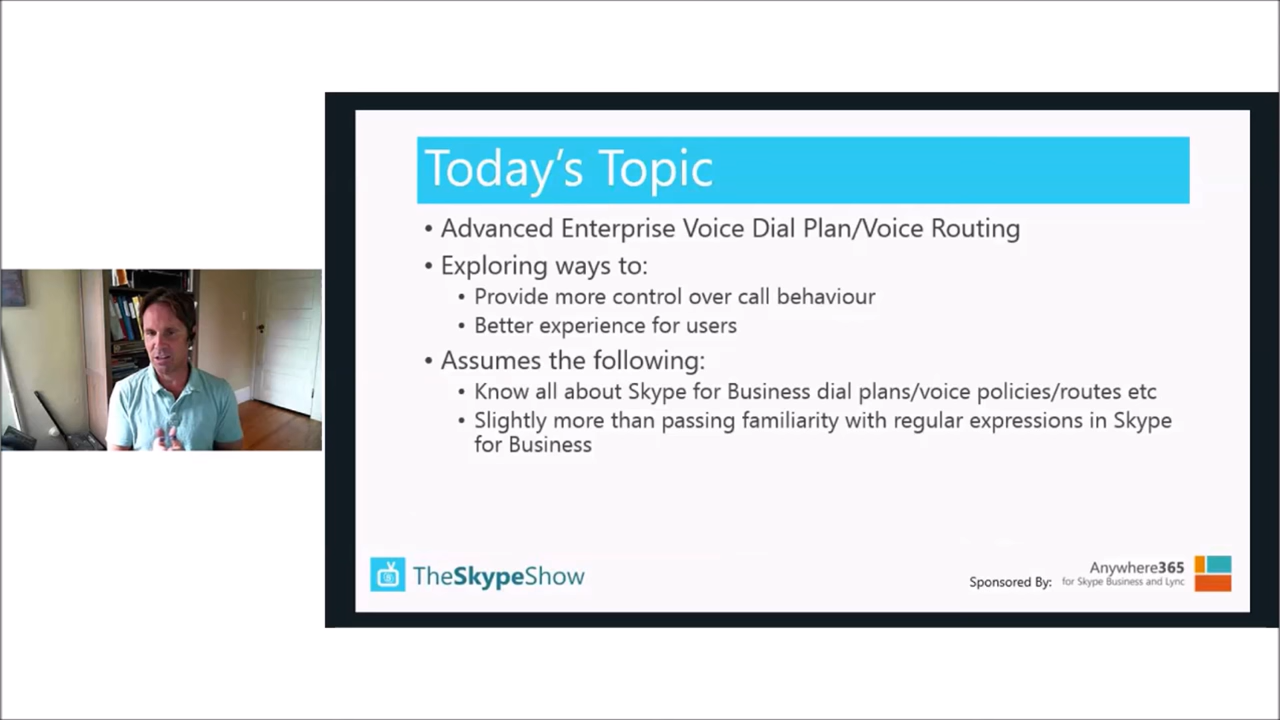 Today's Topic
• Advanced Enterprise Voice Dial Plan/Voice Routing
• Exploring ways to:
• Provide more control over call behaviour
• Better experience for users
• Assumes the following:
• Know all about Skype for Business dial plans/voice policies/routes etc
• Slightly more than passing familiarity with regular expressions in Skype
for Business
TheSkypeShow
Sponsored By:
Anywhere365
for Skype Business and Lync